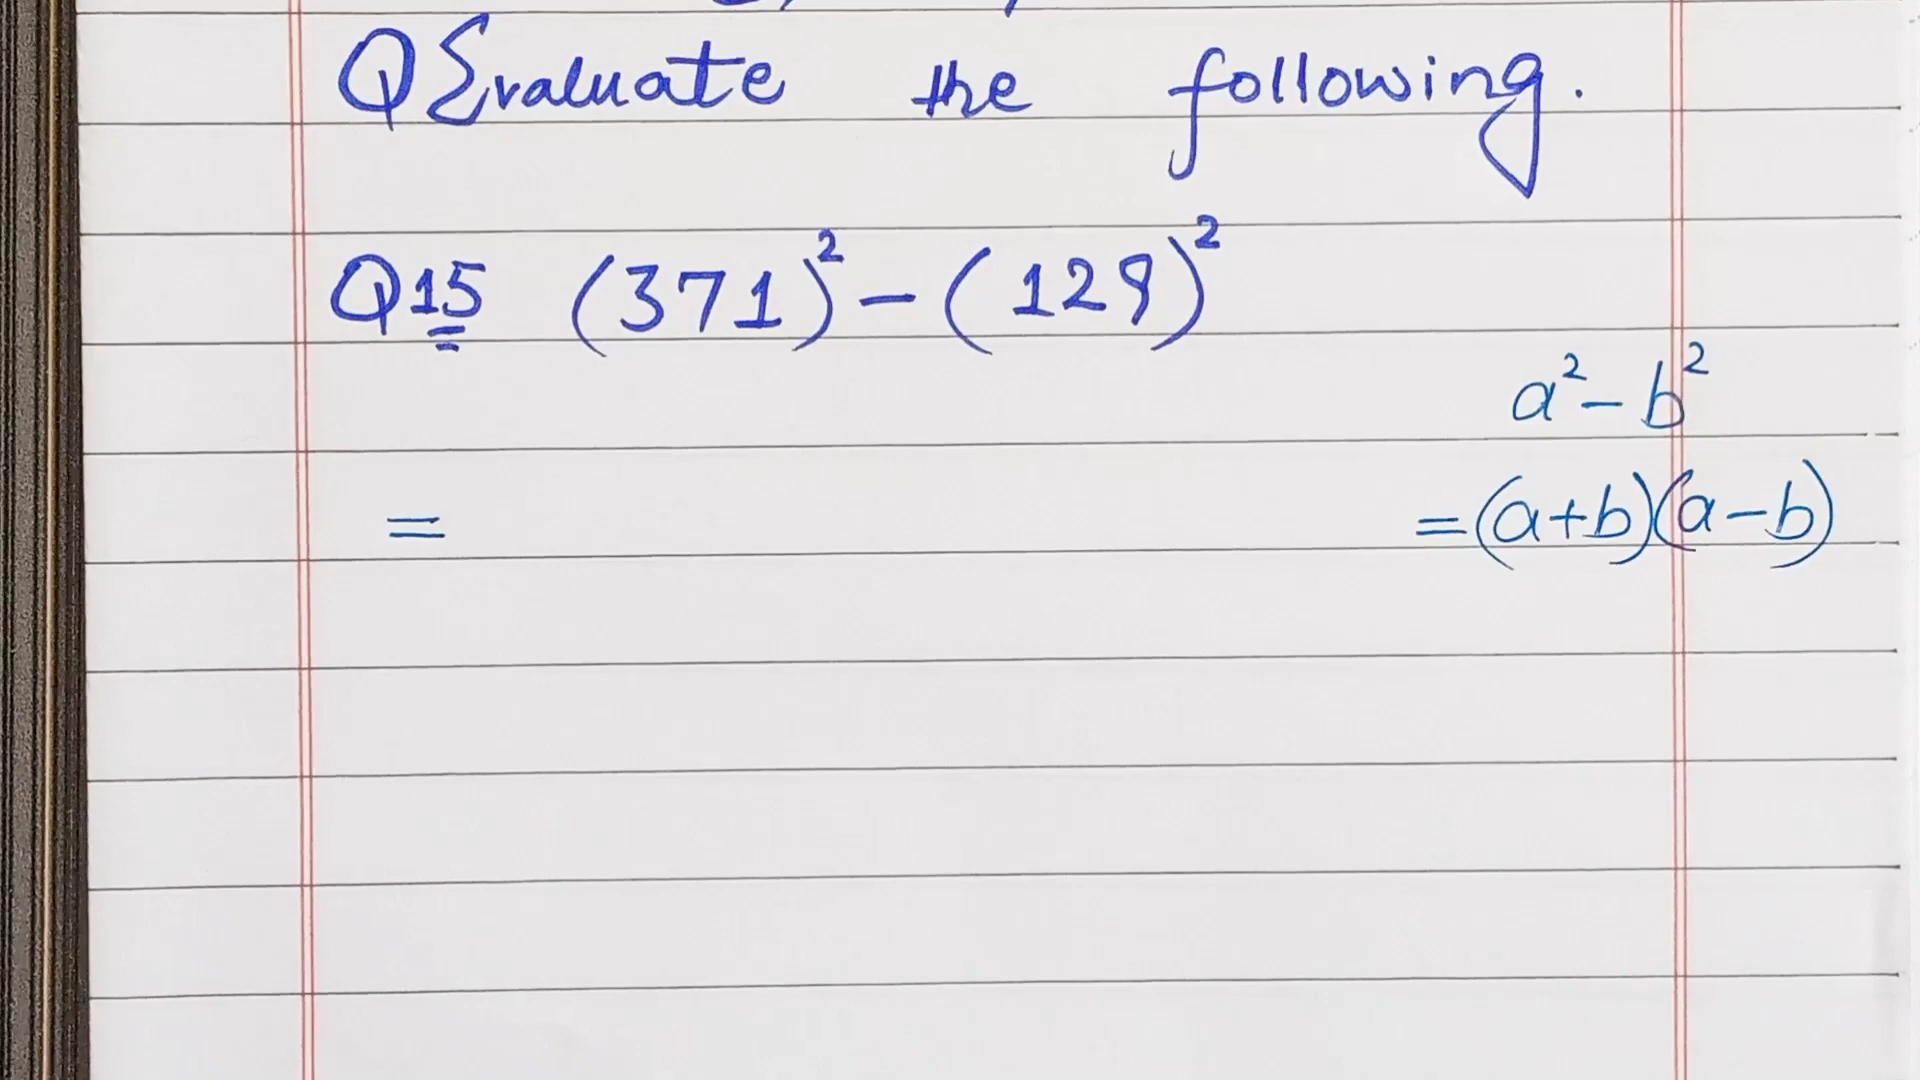 Q Evaluate the following.
Q15 (371)² - (129)²
a² - b²
= = (a+b)(a-b)